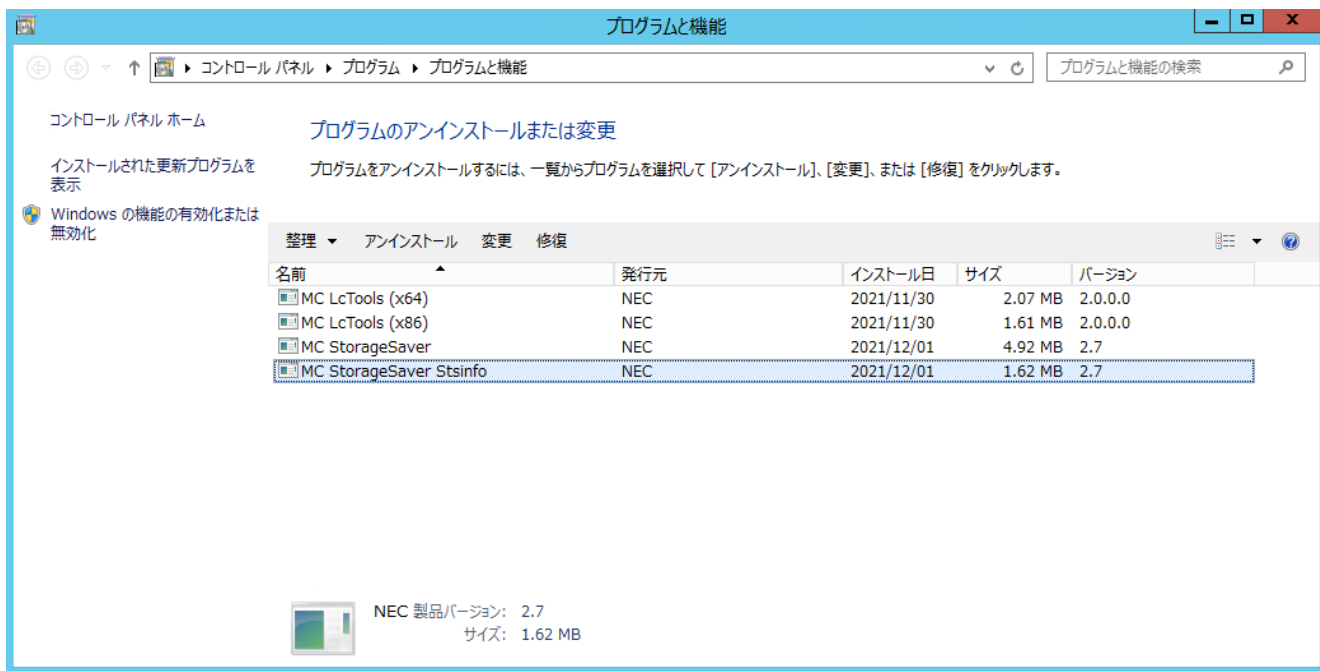 プログラムと機能
コントロール パネル ▸ プログラム ▸ プログラムと機能
プログラムと機能の検索
コントロール パネル ホーム
インストールされた更新プログラムを
表示
Windows の機能の有効化または
無効化
プログラムのアンインストールまたは変更
プログラムをアンインストールするには、一覧からプログラムを選択して [アンインストール]、[変更]、または [修復] をクリックします。
整理 ▼ アンインストール 変更 修復
名前 発行元 インストール日 サイズ バージョン
MC LcTools (x64) NEC 2021/11/30 2.07 MB 2.0.0.0
MC LcTools (x86) NEC 2021/11/30 1.61 MB 2.0.0.0
MC StorageSaver NEC 2021/12/01 4.92 MB 2.7
MC StorageSaver Stsinfo NEC 2021/12/01 1.62 MB 2.7
NEC 製品バージョン: 2.7
サイズ: 1.62 MB